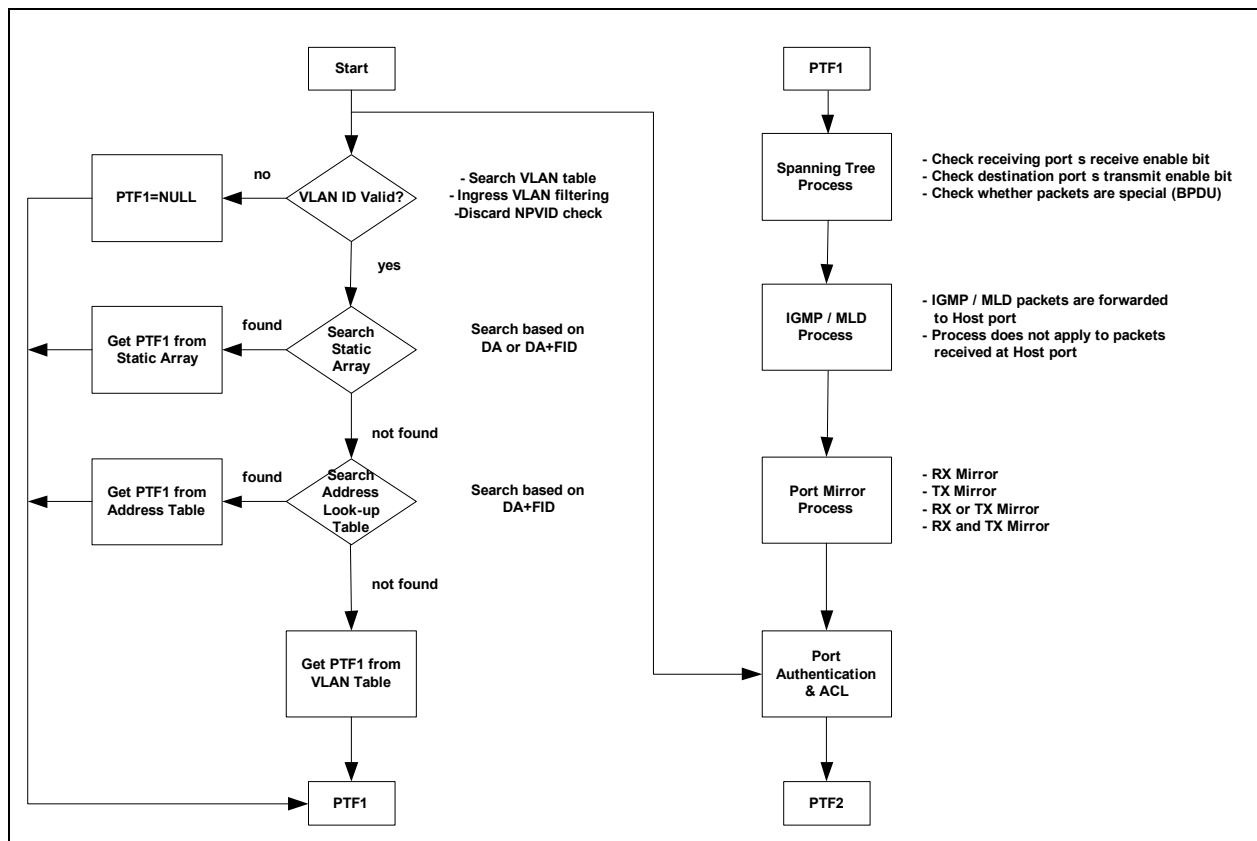 Start
VLAN ID Valid?
no
PTF1=NULL
- Search VLAN table
- Ingress VLAN filtering
-Discard NPVID check
yes
Search
Static
Array
found
Get PTF1 from
Static Array
Search based on
DA or DA+FID
not found
Search
Address
Look-up
Table
found
Get PTF1 from
Address Table
Search based on
DA+FID
not found
Get PTF1 from
VLAN Table
PTF1
PTF1
Spanning Tree
Process
- Check receiving port s receive enable bit
- Check destination port s transmit enable bit
- Check whether packets are special (BPDU)
IGMP / MLD
Process
- IGMP / MLD packets are forwarded
to Host port
- Process does not apply to packets
received at Host port
Port Mirror
Process
- RX Mirror
- TX Mirror
- RX or TX Mirror
- RX and TX Mirror
Port
Authentication
& ACL
PTF2